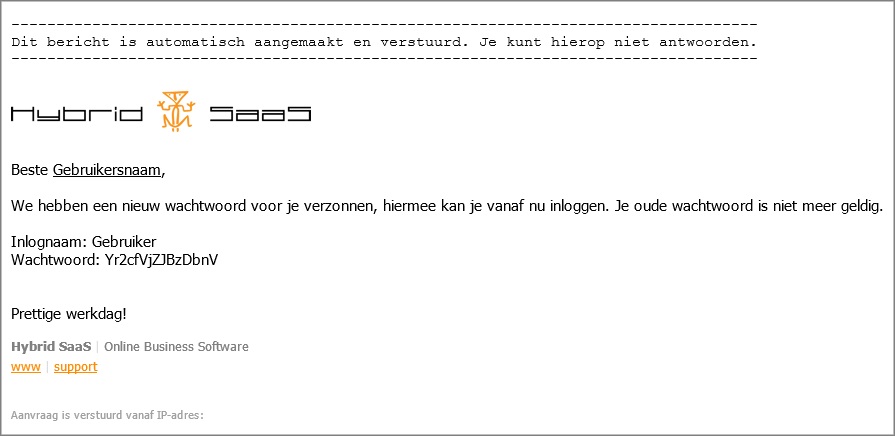 -----------------------------------------------------------------------------------
Dit bericht is automatisch aangemaakt en verstuurd. Je kunt hierop niet antwoorden.
-----------------------------------------------------------------------------------
Hybrid SaaS
Beste Gebruikersnaam,
We hebben een nieuw wachtwoord voor je verzonnen, hiermee kan je vanaf nu inloggen. Je oude wachtwoord is niet meer geldig.
Inlognaam: Gebruiker
Wachtwoord: Yr2cfVjZJBzDbnV
Prettige werkdag!
Hybrid SaaS | Online Business Software
www | support
Aanvraag is verstuurd vanaf IP-adres: